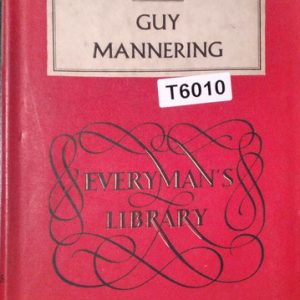 GUY
MANNERING
T6010
EVERYMAN'S
LIBRARY